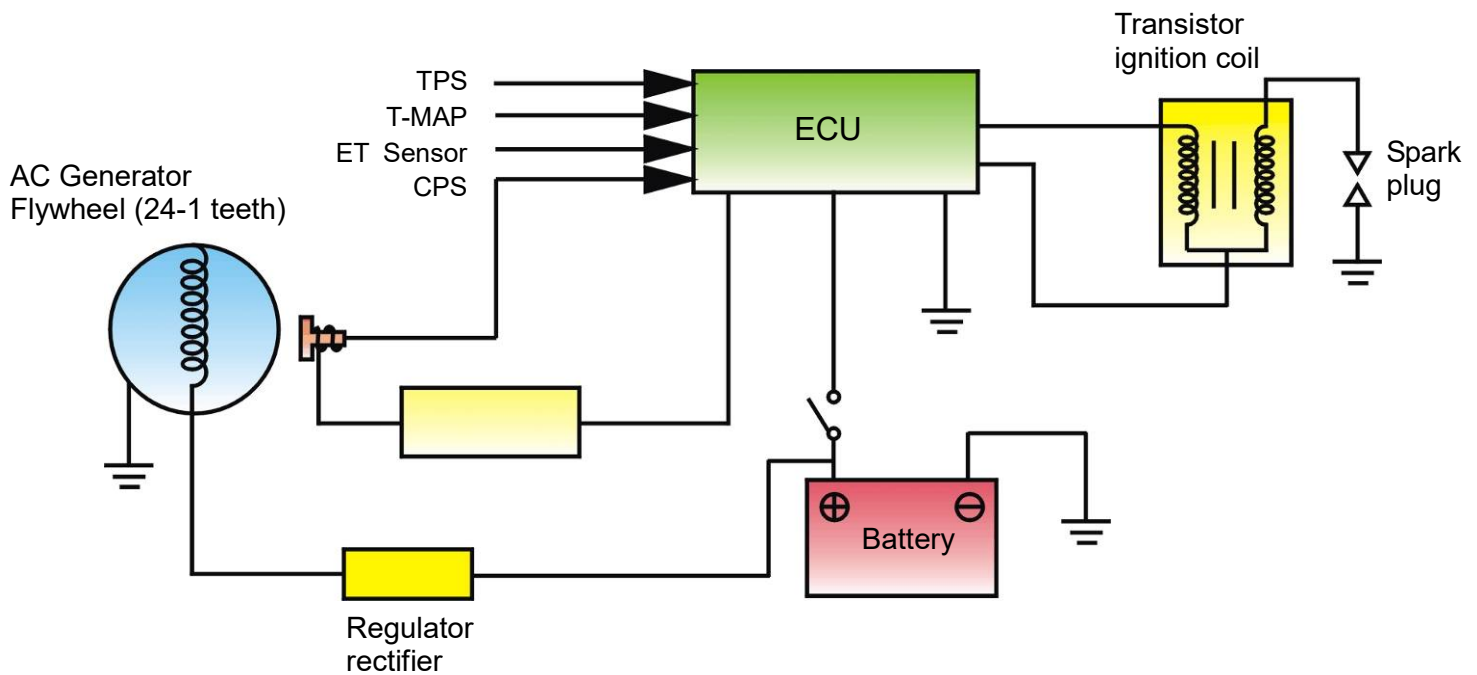 Transistor
ignition coil
TPS
T-MAP
ET Sensor
CPS
ECU
Spark
plug
AC Generator
Flywheel (24-1 teeth)
Battery
Regulator
rectifier